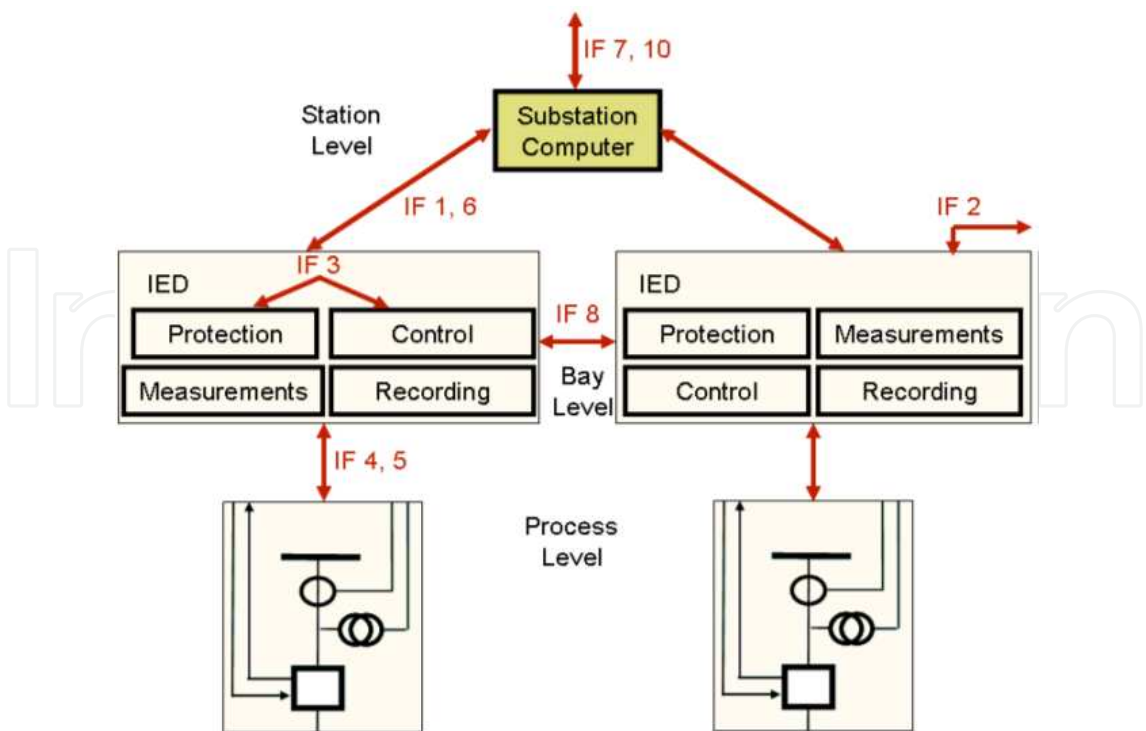 IF 7, 10
Station
Level
Substation
Computer
IF 1, 6
IF 2
IED
IF 3
Protection
Control
Measurements
Recording
IF 8
Bay
Level
IED
Protection
Measurements
Control
Recording
IF 4, 5
Process
Level